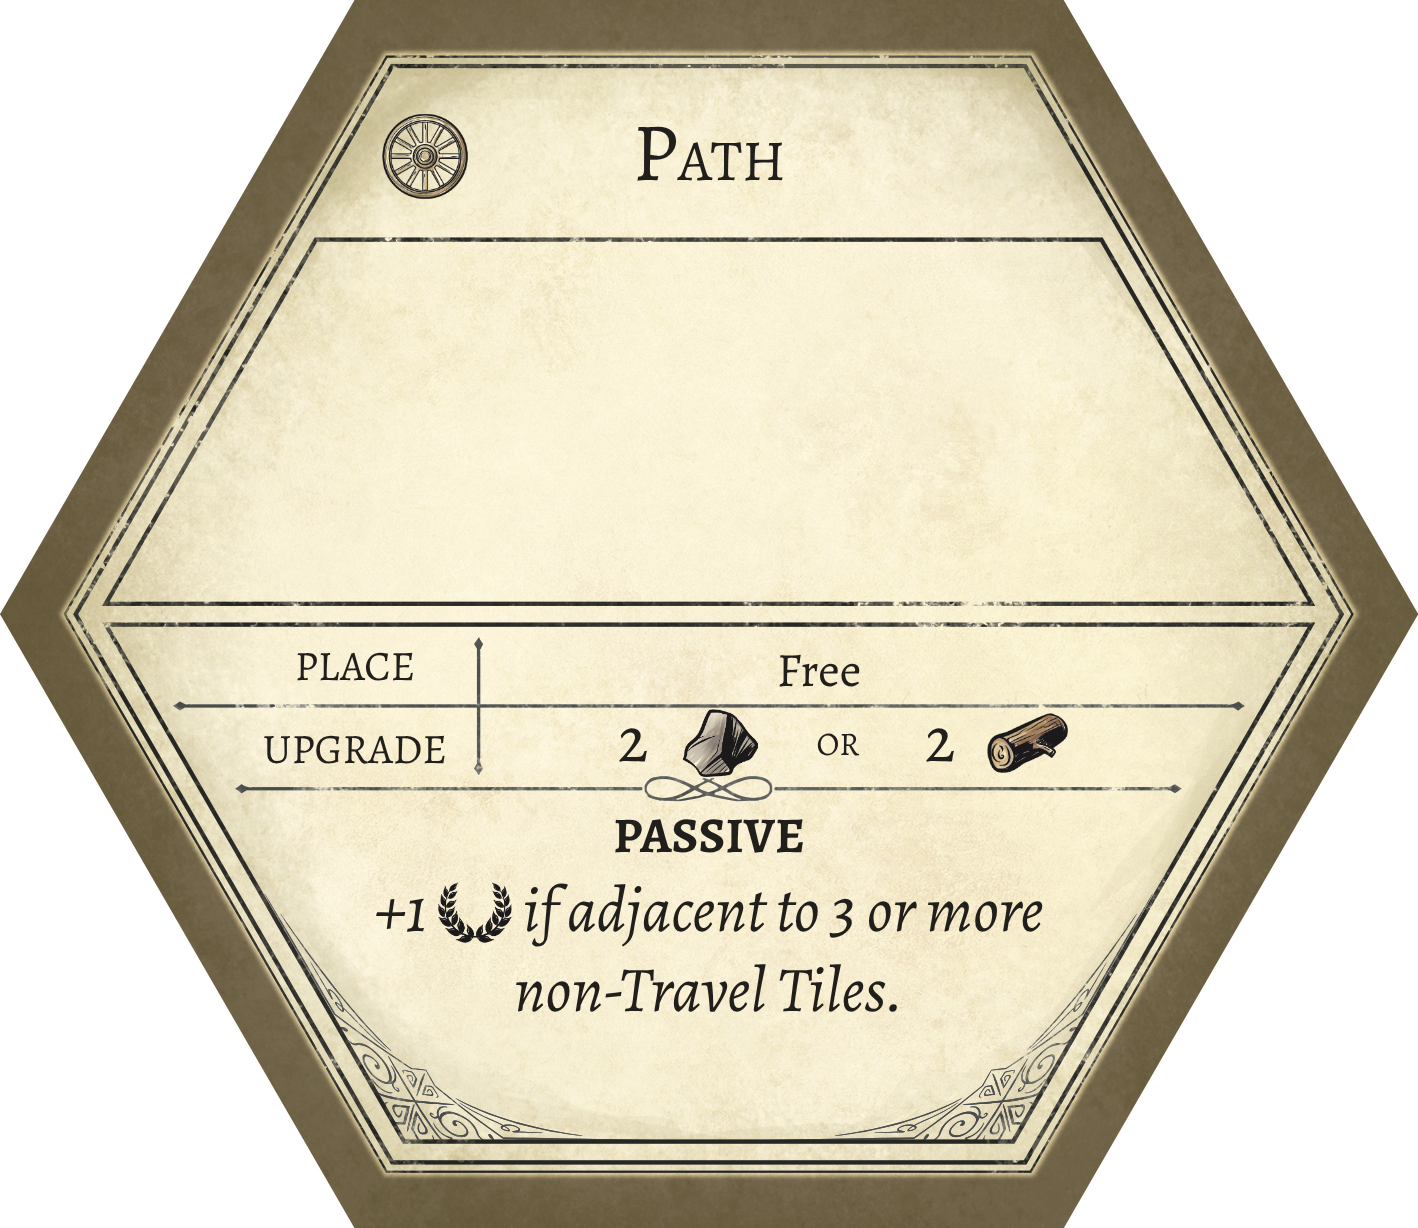 Path
PLACE Free
UPGRADE 2 OR 2
PASSIVE
+1 if adjacent to 3 or more
non-Travel Tiles.